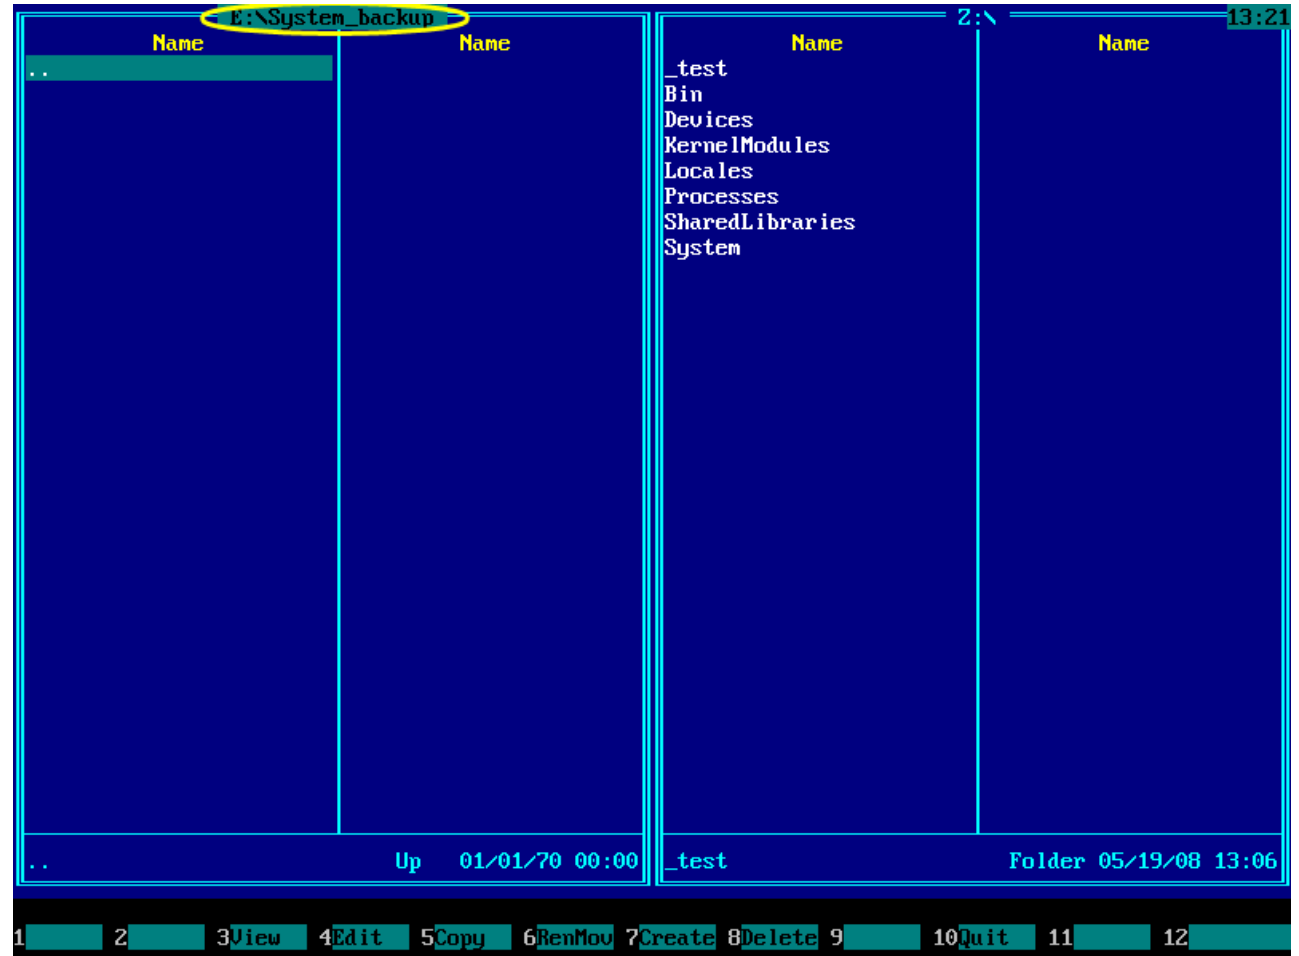 E:\System_backup
Z:\
13:21
Name
Name
Name
Name
..
_test
Bin
Devices
KernelModules
Locales
Processes
SharedLibraries
System
.. Up 01/01/70 00:00
_test Folder 05/19/08 13:06
1 2 3View 4Edit 5Copy 6RenMov 7Create 8Delete 9 10Quit 11 12